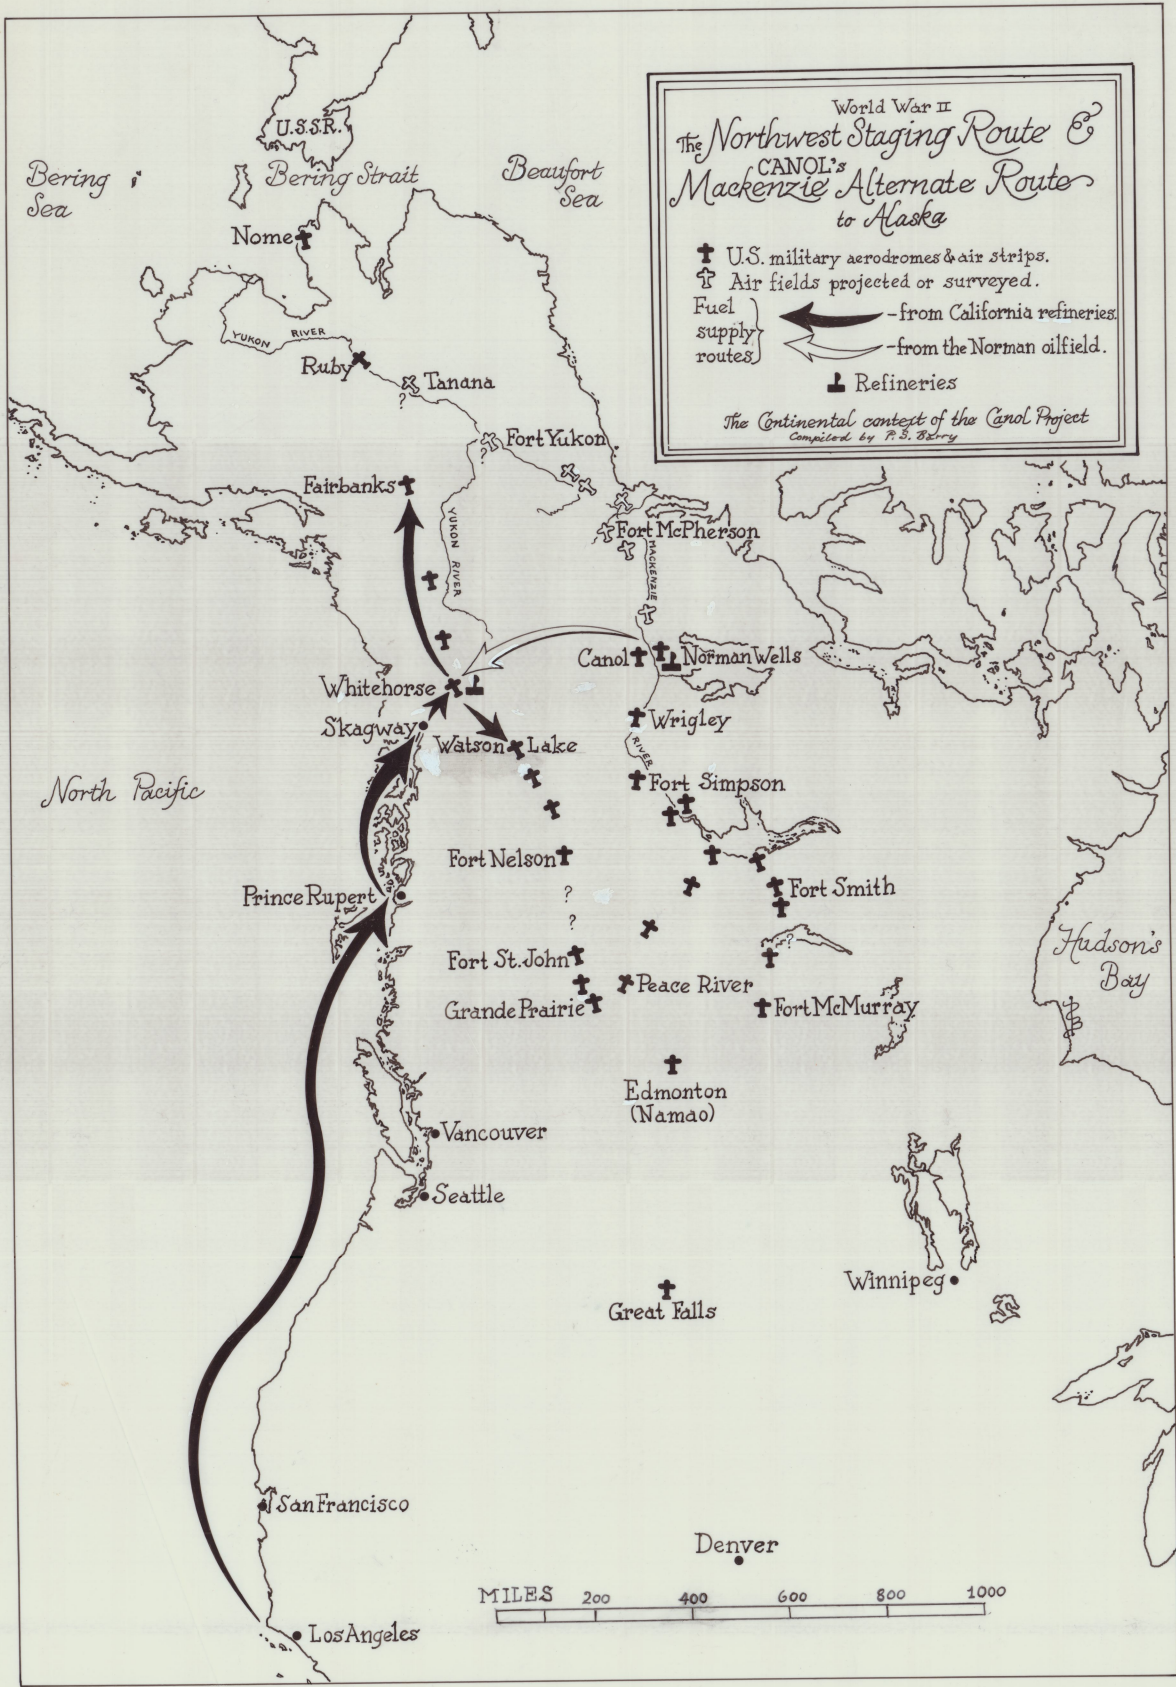 World War II
The Northwest Staging Route &
CANOL's
Mackenzie Alternate Route
to Alaska
U.S. military aerodromes & air strips.
Air fields projected or surveyed.
Fuel
supply
routes
-from California refineries.
-from the Norman oilfield.
Refineries
The Continental context of the Canol Project
Compiled by P.S. Barry
U.S.S.R.
Bering
Sea
Bering Strait
Beaufort
Sea
Nome
YUKON RIVER
Ruby
Tanana
?
Fort Yukon
?
Fairbanks
YUKON RIVER
Fort McPherson
MACKENZIE
Canol
Norman Wells
Whitehorse
Skagway
Wrigley
RIVER
Watson Lake
North Pacific
Fort Simpson
Fort Nelson
?
?
Prince Rupert
Fort Smith
?
Fort St. John
Peace River
Grande Prairie
Fort McMurray
Hudson's
Bay
Edmonton
(Namao)
Vancouver
Seattle
Winnipeg
Great Falls
San Francisco
Denver
MILES 200 400 600 800 1000
Los Angeles